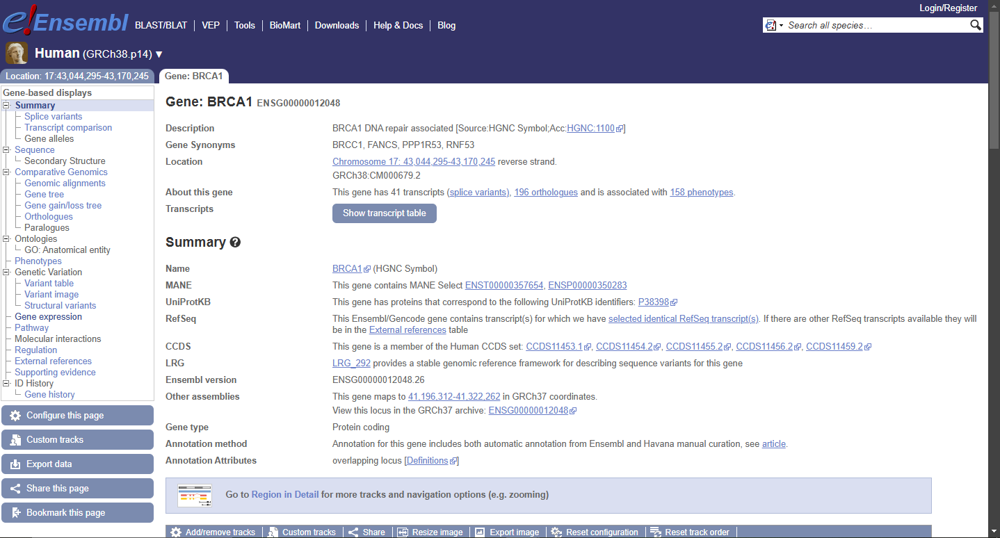 Login/Register
e!Ensembl BLAST/BLAT VEP Tools BioMart Downloads Help & Docs Blog
e! Search all species…
Human (GRCh38.p14) ▼
Location: 17:43,044,295-43,170,245
Gene: BRCA1
Gene-based displays
Summary
Splice variants
Transcript comparison
Gene alleles
Sequence
Secondary Structure
Comparative Genomics
Genomic alignments
Gene tree
Gene gain/loss tree
Orthologues
Paralogues
Ontologies
GO: Anatomical entity
Phenotypes
Genetic Variation
Variant table
Variant image
Structural variants
Gene expression
Pathway
Molecular interactions
Regulation
External references
Supporting evidence
ID History
Gene history
Configure this page
Custom tracks
Export data
Share this page
Bookmark this page
Gene: BRCA1 ENSG00000012048
Description BRCA1 DNA repair associated [Source:HGNC Symbol;Acc:HGNC:1100]
Gene Synonyms BRCC1, FANCS, PPP1R53, RNF53
Location Chromosome 17: 43,044,295-43,170,245 reverse strand.
GRCh38:CM000679.2
About this gene This gene has 41 transcripts (splice variants), 196 orthologues and is associated with 158 phenotypes.
Transcripts Show transcript table
Summary ?
Name BRCA1 (HGNC Symbol)
MANE This gene contains MANE Select ENST00000357654, ENSP00000350283
UniProtKB This gene has proteins that correspond to the following UniProtKB identifiers: P38398
RefSeq This Ensembl/Gencode gene contains transcript(s) for which we have selected identical RefSeq transcript(s). If there are other RefSeq transcripts available they will
be in the External references table
CCDS This gene is a member of the Human CCDS set: CCDS11453.1, CCDS11454.2, CCDS11455.2, CCDS11456.2, CCDS11459.2
LRG LRG_292 provides a stable genomic reference framework for describing sequence variants for this gene
Ensembl version ENSG00000012048.26
Other assemblies This gene maps to 41,196,312-41,322,262 in GRCh37 coordinates.
View this locus in the GRCh37 archive: ENSG00000012048
Gene type Protein coding
Annotation method Annotation for this gene includes both automatic annotation from Ensembl and Havana manual curation, see article.
Annotation Attributes overlapping locus [Definitions]
Go to Region in Detail for more tracks and navigation options (e.g. zooming)
Add/remove tracks Custom tracks Share Resize image Export image Reset configuration Reset track order